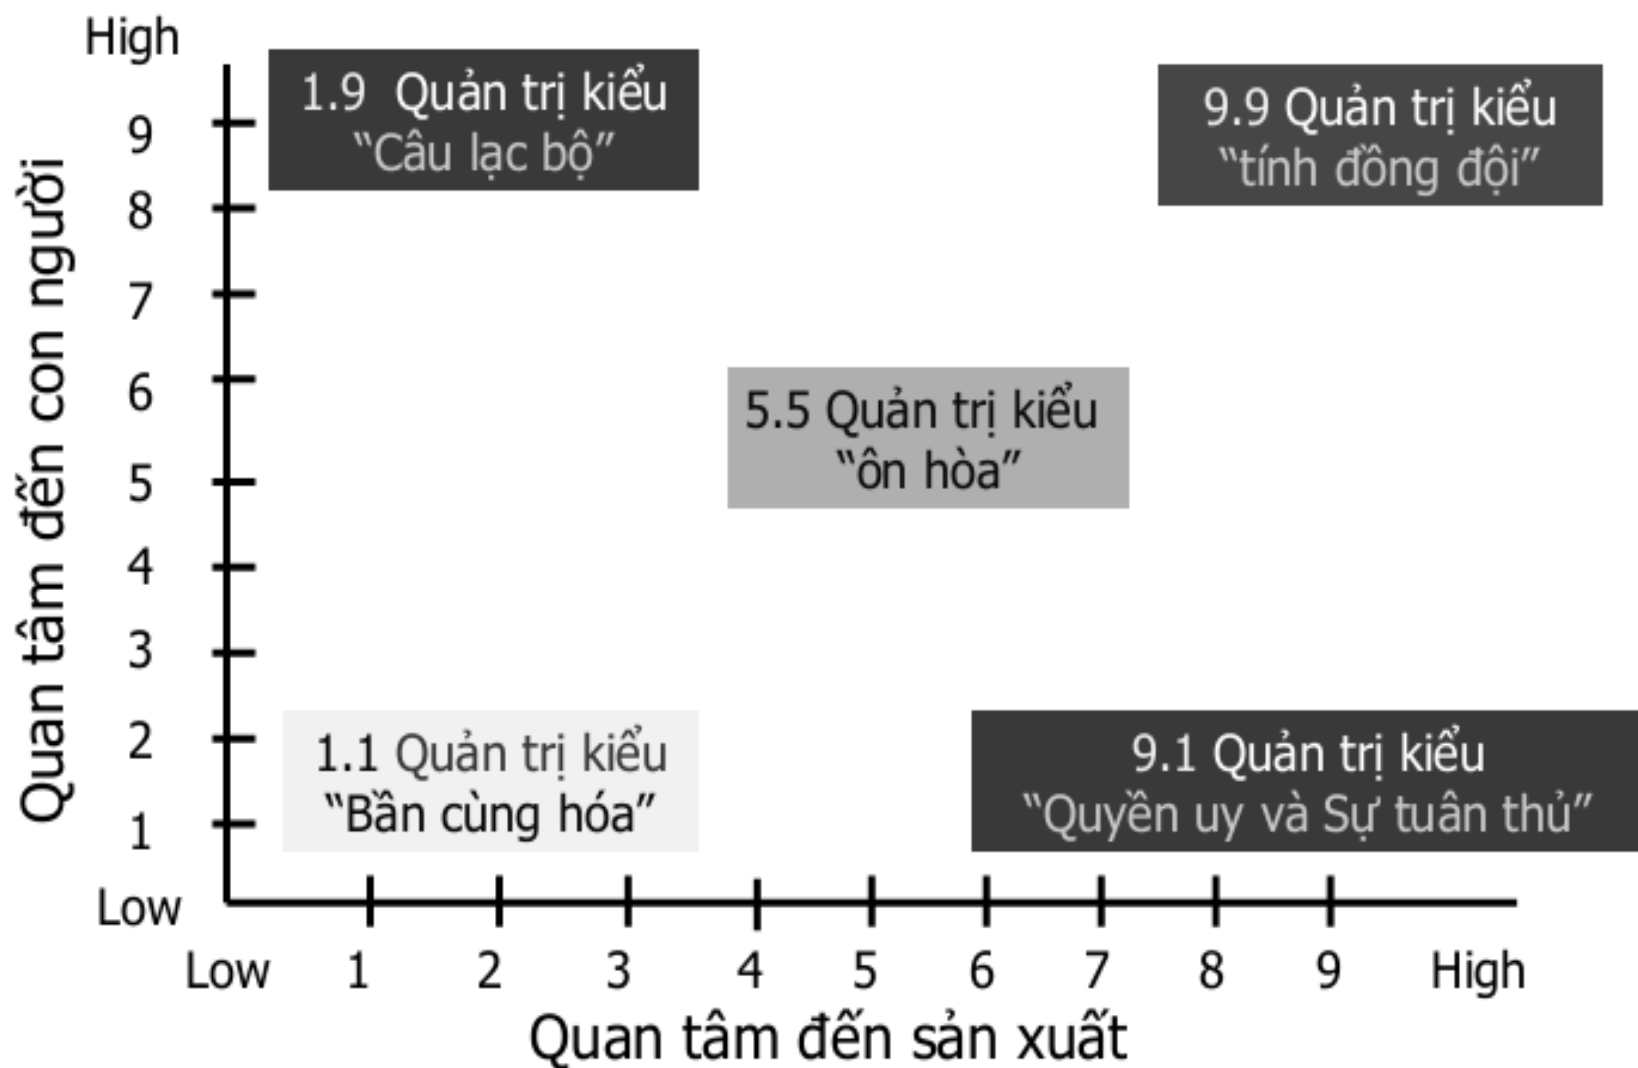 High
1.9 Quản trị kiểu
“Câu lạc bộ”
9.9 Quản trị kiểu
“tính đồng đội”
9
8
7
6
5
4
3
2
1
Quan tâm đến con người
5.5 Quản trị kiểu
“ôn hòa”
1.1 Quản trị kiểu
“Bần cùng hóa”
9.1 Quản trị kiểu
“Quyền uy và Sự tuân thủ”
Low
Low 1 2 3 4 5 6 7 8 9 High
Quan tâm đến sản xuất